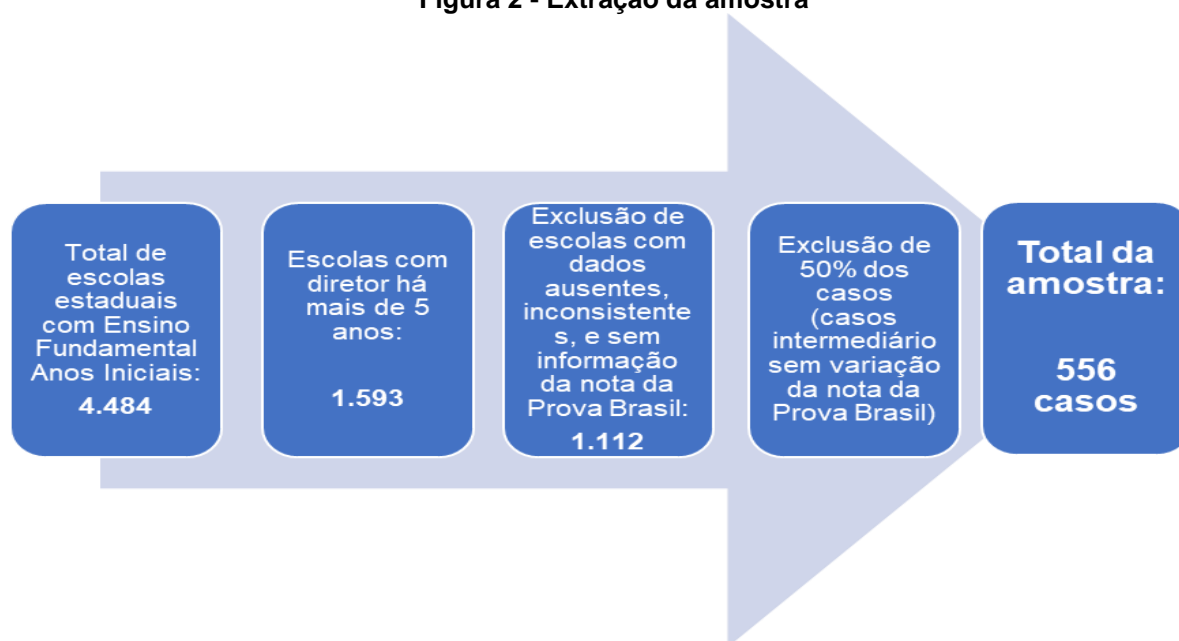 Figura 2 - Extração da amostra
Total de
escolas
estaduais
com Ensino
Fundamental
Anos Iniciais:
4.484
Escolas com
diretor há
mais de 5
anos:
1.593
Exclusão de
escolas com
dados
ausentes,
inconsistente
s, e sem
informação
da nota da
Prova Brasil:
1.112
Exclusão de
50% dos
casos
(casos
intermediário
sem variação
da nota da
Prova Brasil)
Total da
amostra:
556
casos